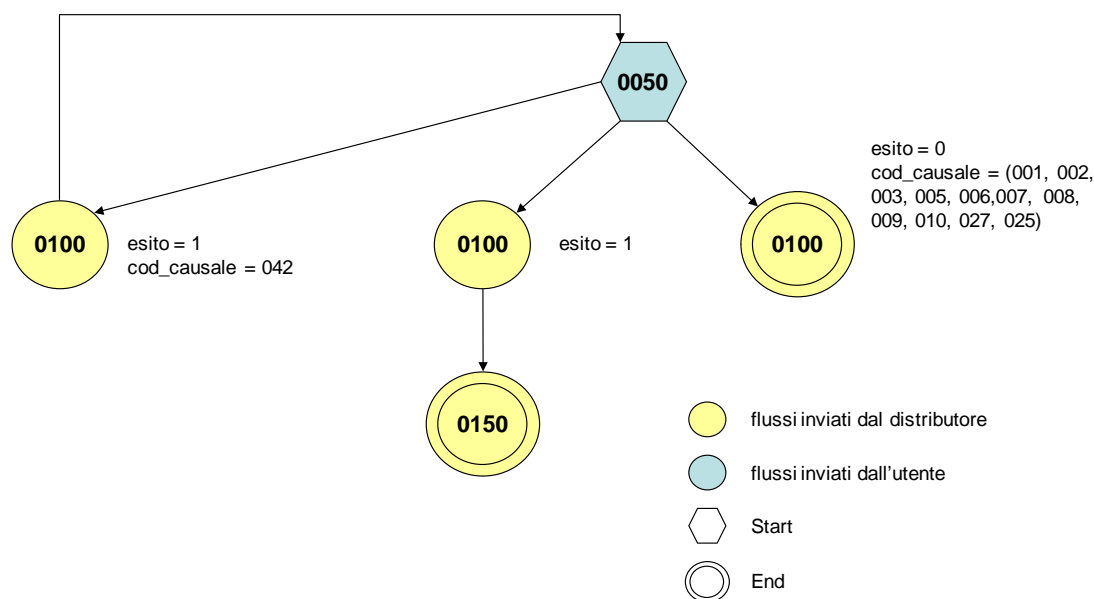 0050
esito = 0
cod_causale = (001, 002,
003, 005, 006,007, 008,
009, 010, 027, 025)
0100
esito = 1
cod_causale = 042
0100
esito = 1
0100
0150
flussi inviati dal distributore
flussi inviati dall'utente
Start
End